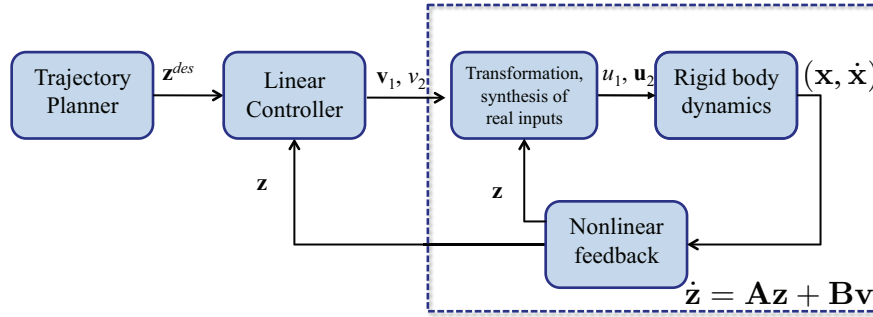 Trajectory
Planner
𝐳ᵈᵉˢ
Linear
Controller
𝐯₁, v₂
Transformation,
synthesis of
real inputs
u₁, 𝐮₂
Rigid body
dynamics
(𝐱, 𝐱̇)
𝐳
𝐳
Nonlinear
feedback
𝐳̇ = 𝐀𝐳 + 𝐁𝐯